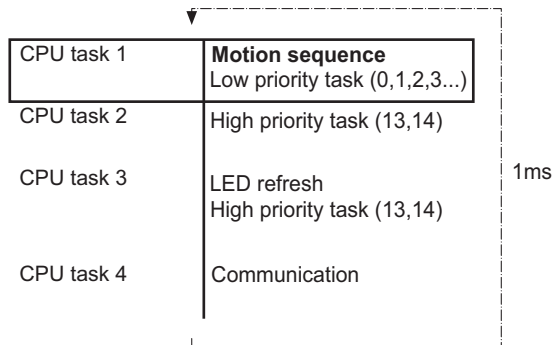 CPU task 1
Motion sequence
Low priority task (0,1,2,3...)
CPU task 2
High priority task (13,14)
CPU task 3
LED refresh
High priority task (13,14)
1ms
CPU task 4
Communication